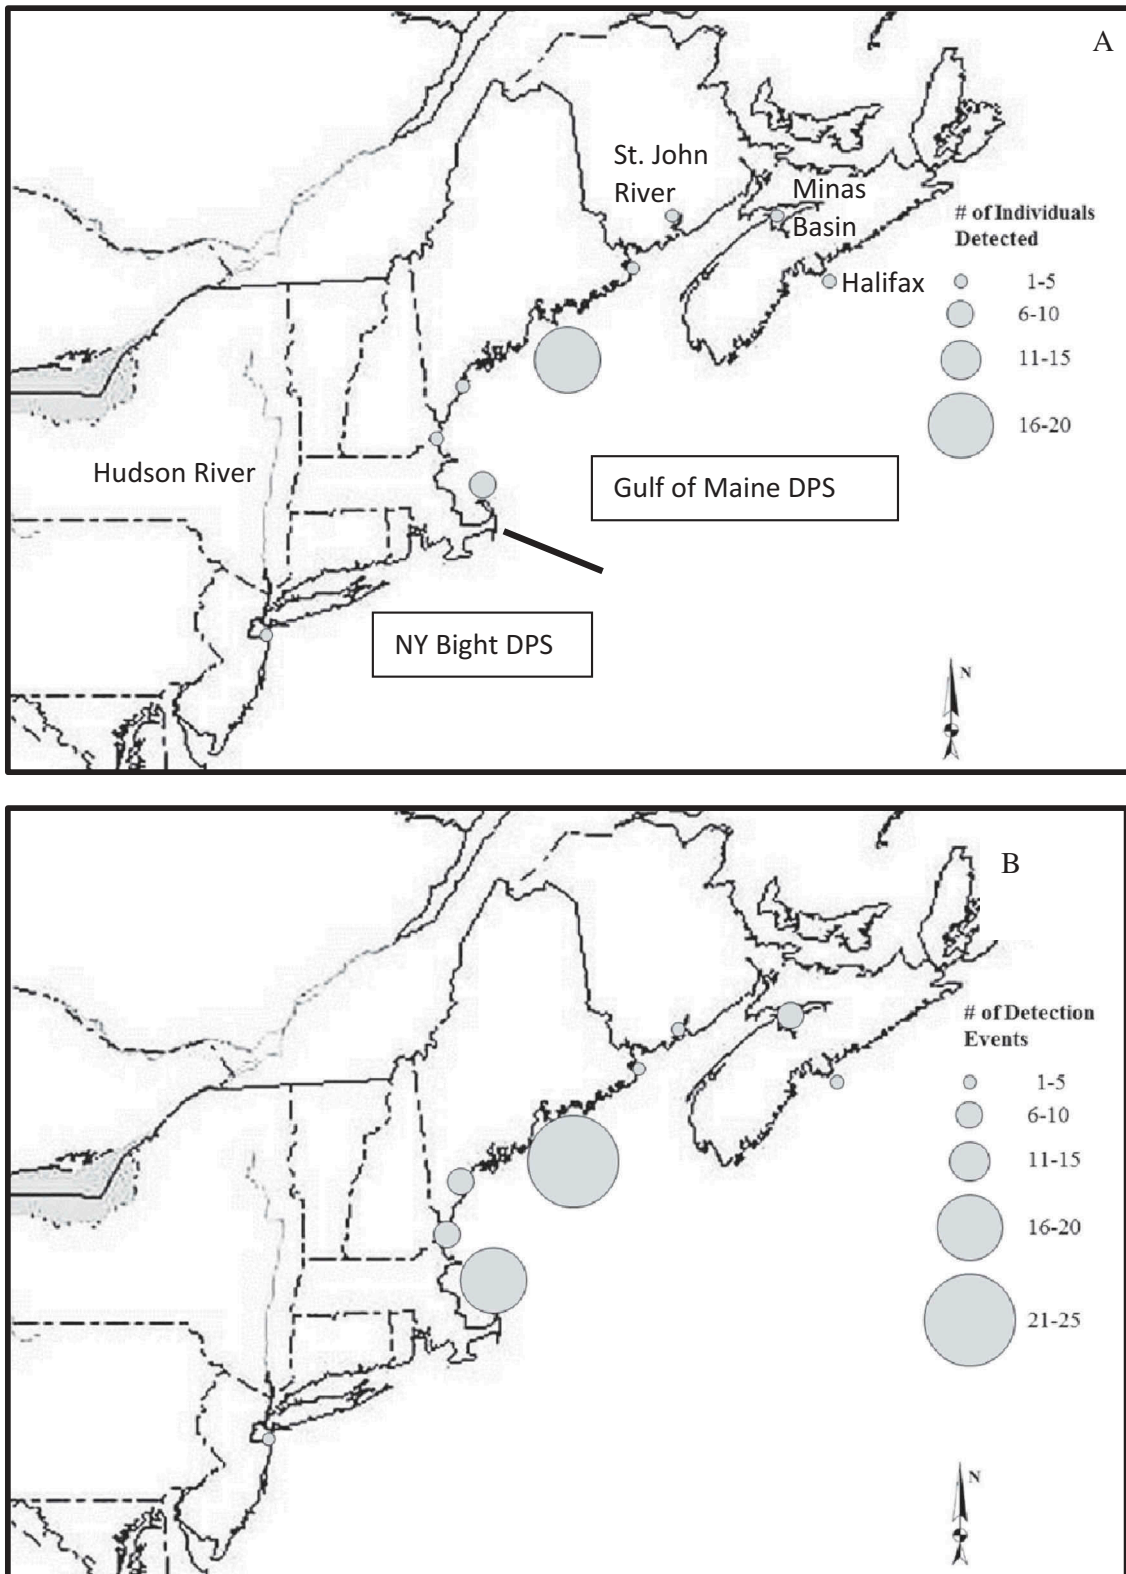 A
St. John
River
Minas
Basin
Halifax
# of Individuals
Detected
1-5
6-10
11-15
16-20
Hudson River
Gulf of Maine DPS
NY Bight DPS
N
B
# of Detection
Events
1-5
6-10
11-15
16-20
21-25
N